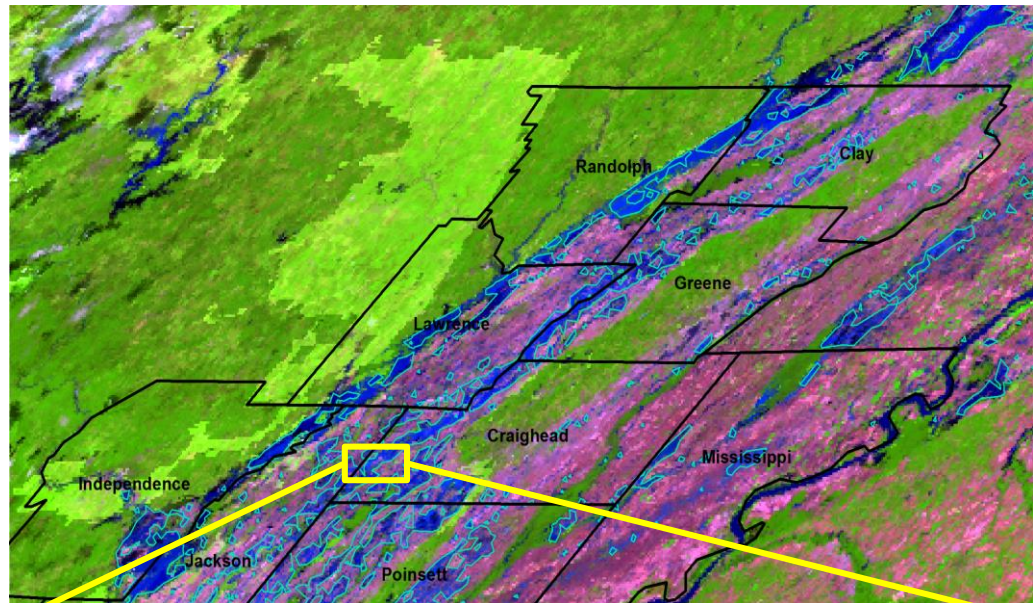 Randolph
Clay
Greene
Lawrence
Craighead
Mississippi
Independence
Jackson
Poinsett